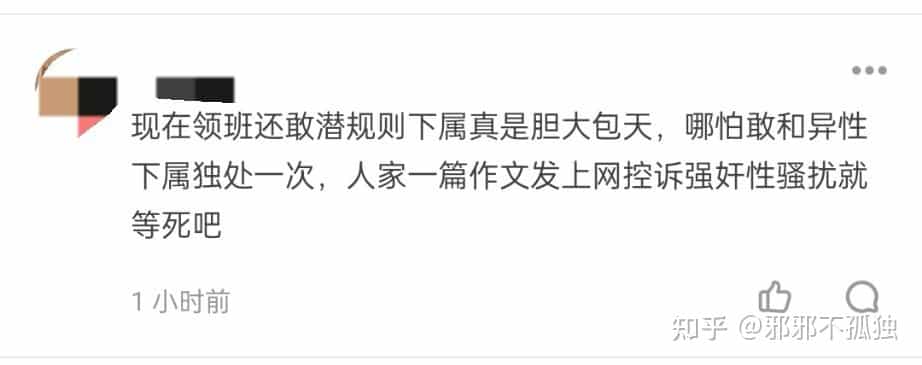 现在领班还敢潜规则下属真是胆大包天，哪怕敢和异性
下属独处一次，人家一篇作文发上网控诉强奸性骚扰就
等死吧
1 小时前
知乎 @邪邪不孤独